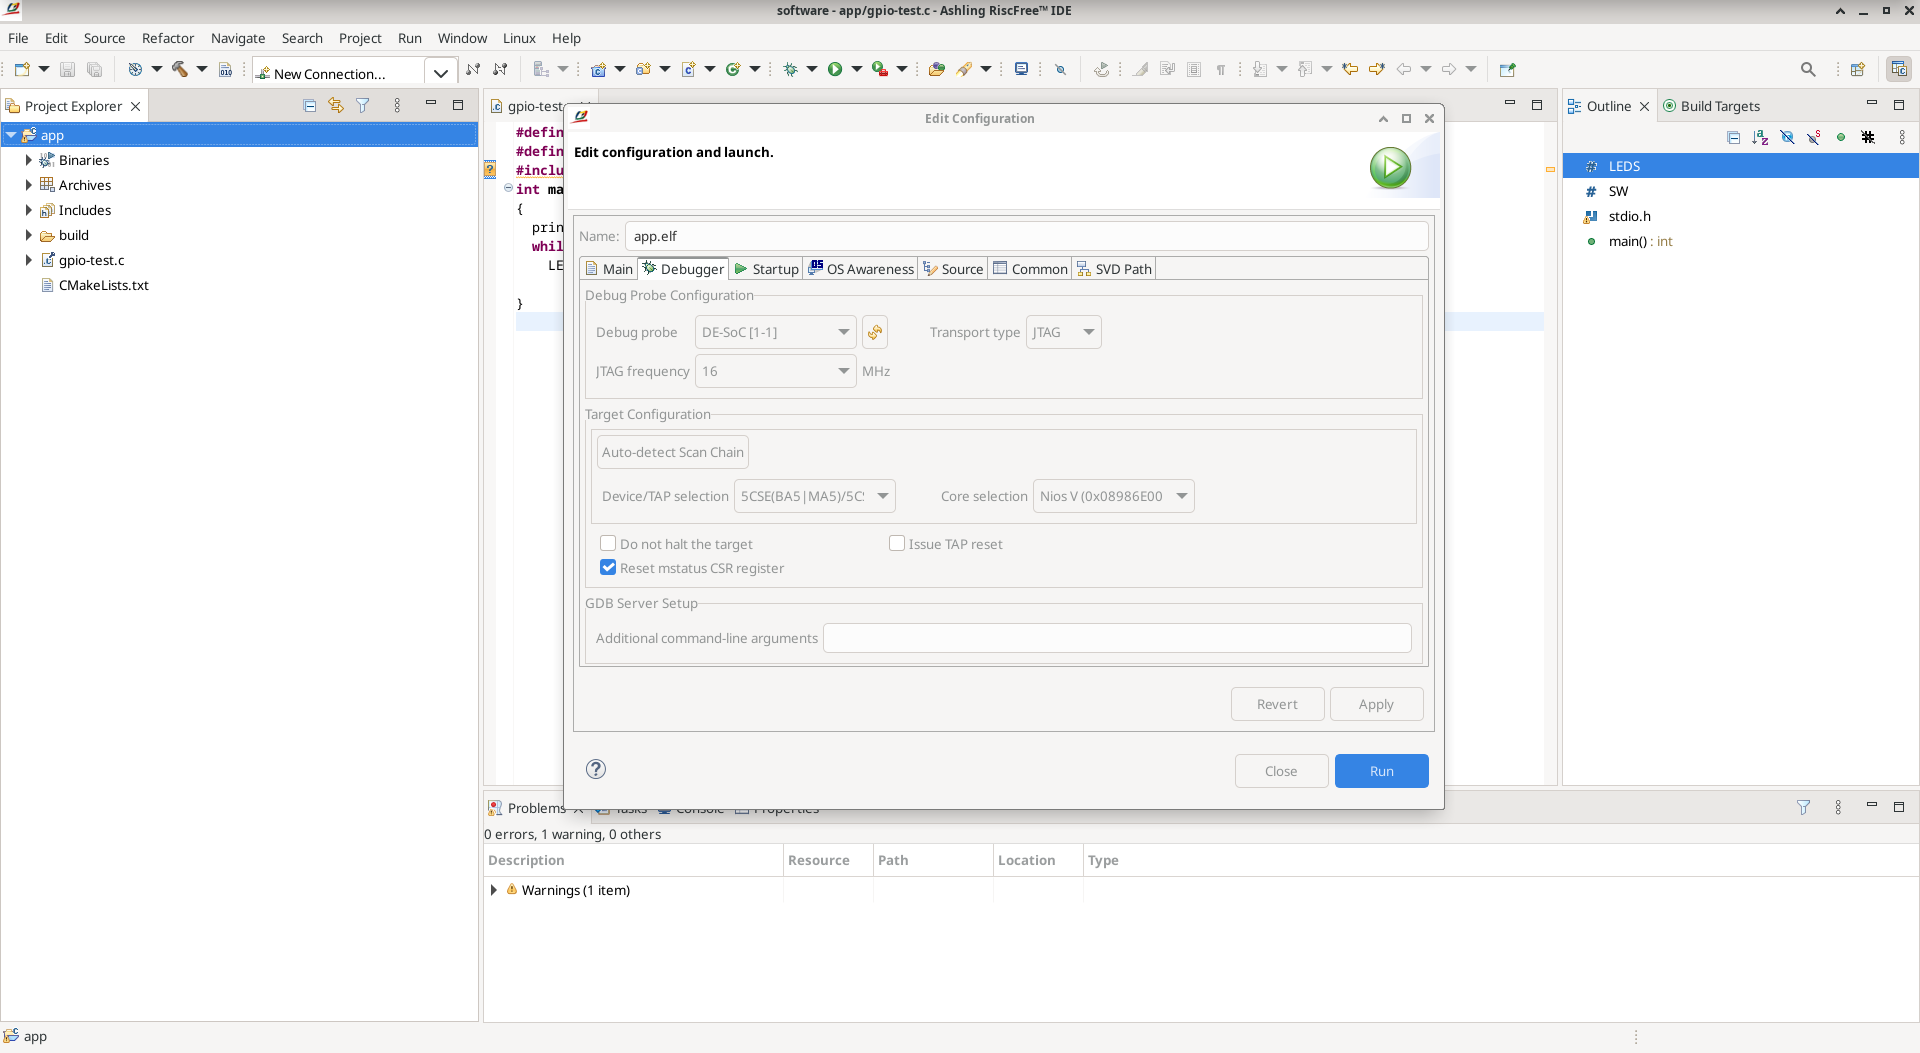 software - app/gpio-test.c - Ashling RiscFree™ IDE
File Edit Source Refactor Navigate Search Project Run Window Linux Help
New Connection...
Project Explorer
app
Binaries
Archives
Includes
build
gpio-test.c
CMakeLists.txt
gpio-test
#defin
#defin
#inclu
int ma
{
prin
whil
LE
}
Edit Configuration
Edit configuration and launch.
Name: app.elf
Main Debugger Startup OS Awareness Source Common SVD Path
Debug Probe Configuration
Debug probe DE-SoC [1-1] Transport type JTAG
JTAG frequency 16 MHz
Target Configuration
Auto-detect Scan Chain
Device/TAP selection 5CSE(BA5|MA5)/5C Core selection Nios V (0x08986E00
Do not halt the target Issue TAP reset
Reset mstatus CSR register
GDB Server Setup
Additional command-line arguments
Revert Apply
Close Run
Outline Build Targets
LEDS
SW
stdio.h
main() : int
Problems Tasks Console Properties
0 errors, 1 warning, 0 others
Description Resource Path Location Type
Warnings (1 item)
app